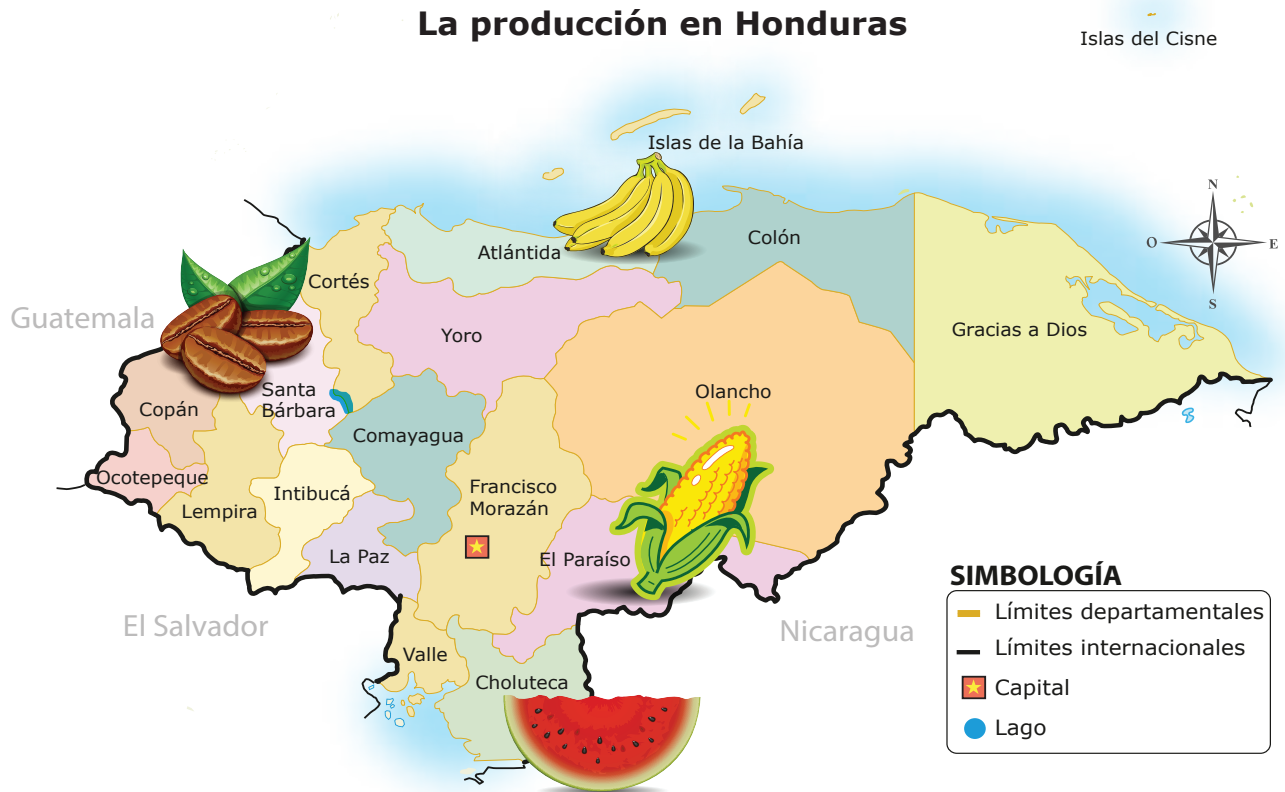 La producción en Honduras
Islas del Cisne
Islas de la Bahía
N
O
E
S
Atlántida
Colón
Cortés
Guatemala
Yoro
Gracias a Dios
Santa
Bárbara
Olancho
Copán
Comayagua
Ocotepeque
Intibucá
Francisco
Morazán
Lempira
La Paz
El Paraíso
El Salvador
Nicaragua
Valle
Choluteca
SIMBOLOGÍA
Límites departamentales
Límites internacionales
Capital
Lago